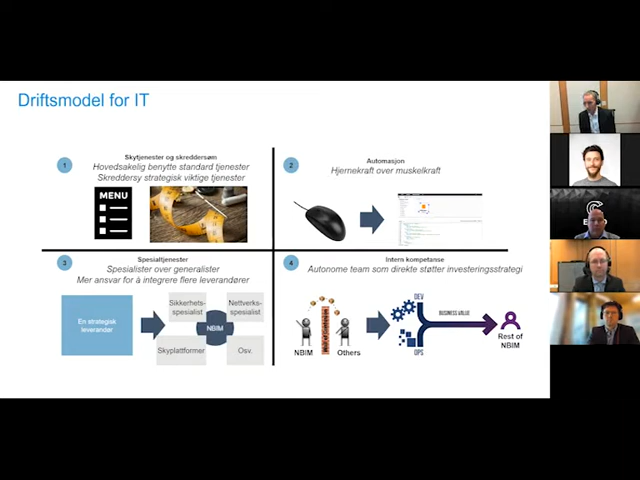 Driftsmodel for IT
1
Skytjenester og skreddersøm
Hovedsakelig benytte standard tjenester
Skreddersy strategisk viktige tjenester
MENU
2
Automasjon
Hjernekraft over muskelkraft
3
Spesialtjenester
Spesialister over generalister
Mer ansvar for å integrere flere leverandører
En strategisk
leverandør
Sikkerhets-
spesialist
Nettverks-
spesialist
NBIM
Skyplattformer
Osv.
4
Intern kompetanse
Autonome team som direkte støtter investeringsstrategi
NBIM
Others
DEV
OPS
BUSINESS VALUE
Rest of
NBIM